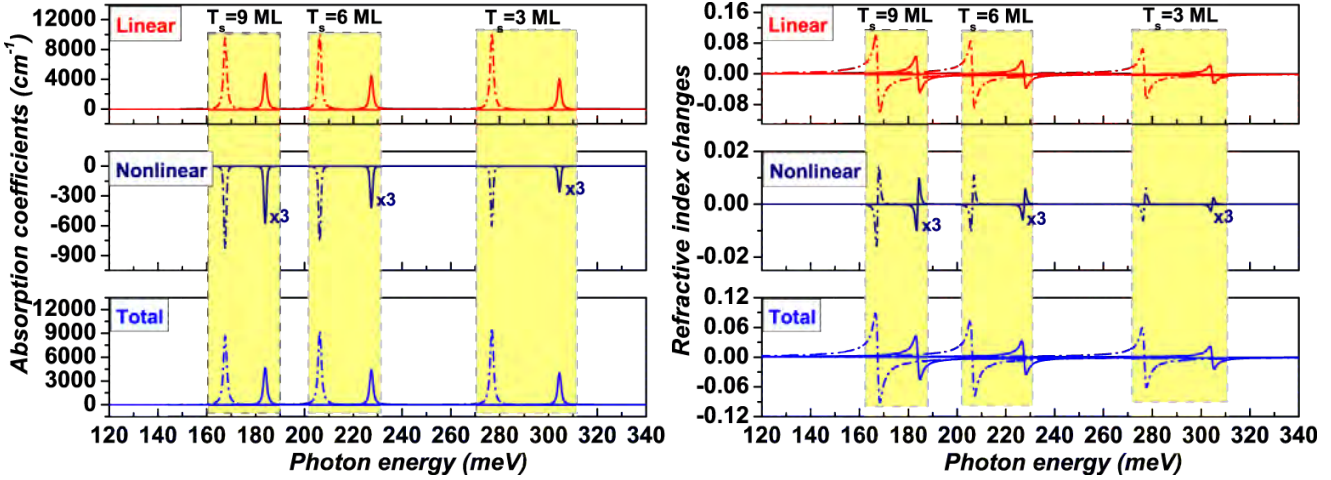 Absorption coefficients (cm⁻¹)
Tₛ=9 ML Tₛ=6 ML Tₛ=3 ML
Linear
12000
8000
4000
0
Nonlinear
0
-300
-600
-900
x3 x3 x3
Total
12000
9000
6000
3000
0
120 140 160 180 200 220 240 260 280 300 320 340
Photon energy (meV)
Refractive index changes
Tₛ=9 ML Tₛ=6 ML Tₛ=3 ML
Linear
0.08
0.00
-0.08
Nonlinear
0.02
0.00
-0.02
x3 x3 x3
Total
0.12
0.06
0.00
-0.06
-0.12
120 140 160 180 200 220 240 260 280 300 320 340
Photon energy (meV)